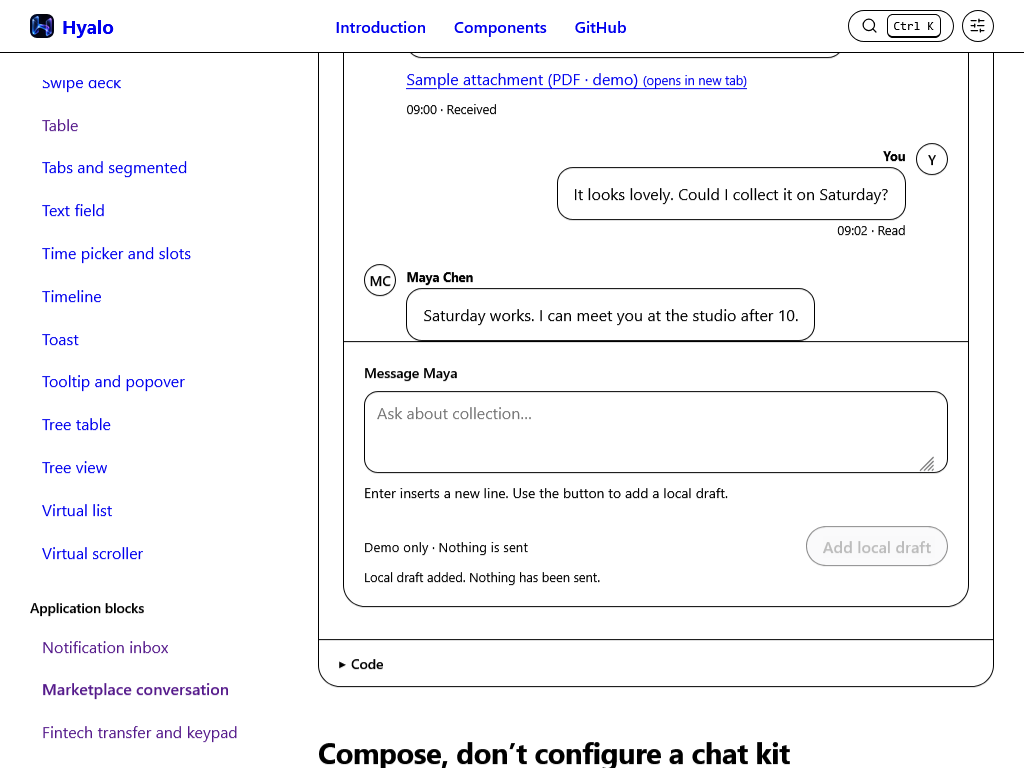 Hyalo
Introduction
Components
GitHub
Ctrl K
Swipe deck
Table
Tabs and segmented
Text field
Time picker and slots
Timeline
Toast
Tooltip and popover
Tree table
Tree view
Virtual list
Virtual scroller
Application blocks
Notification inbox
Marketplace conversation
Fintech transfer and keypad
Sample attachment (PDF · demo) (opens in new tab)
09:00 · Received
You
Y
It looks lovely. Could I collect it on Saturday?
09:02 · Read
MC
Maya Chen
Saturday works. I can meet you at the studio after 10.
Message Maya
Ask about collection…
Enter inserts a new line. Use the button to add a local draft.
Demo only · Nothing is sent
Add local draft
Local draft added. Nothing has been sent.
▸ Code
Compose, don’t configure a chat kit